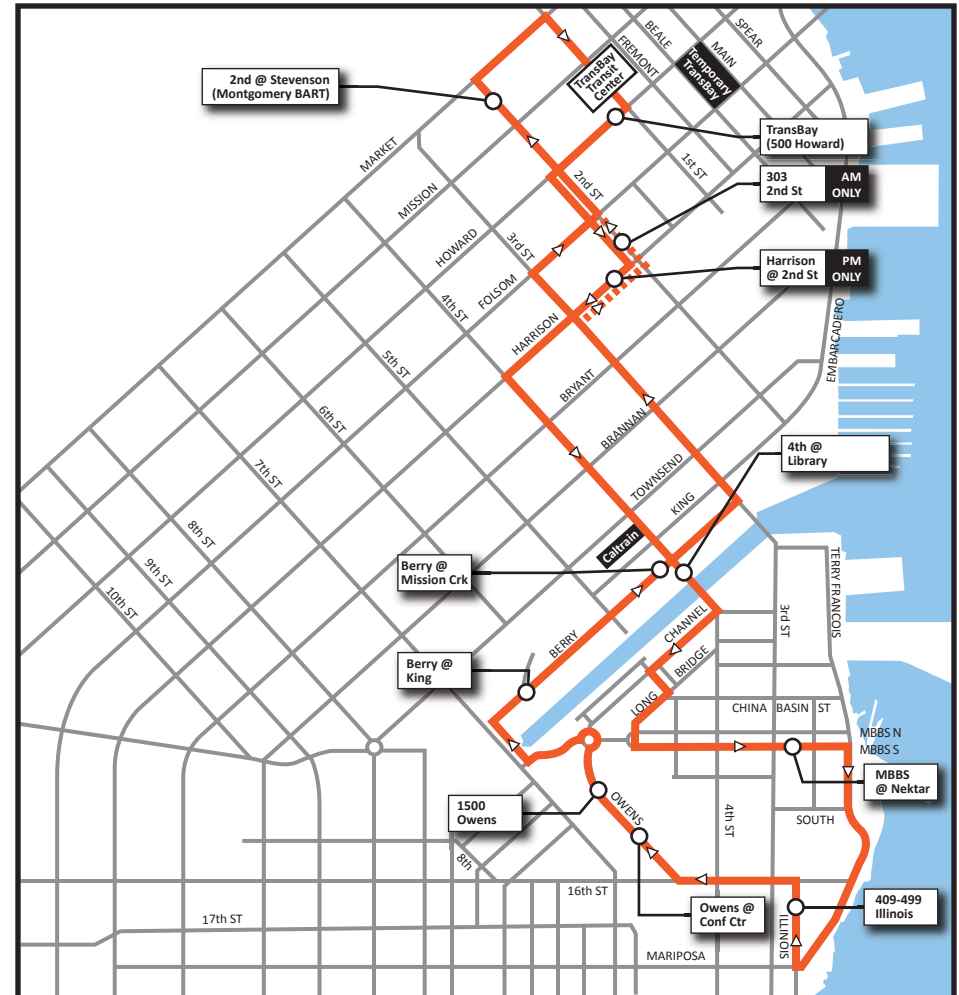 SPEAR
BEALE
MAIN
FREMONT
Temporary
TransBay
TransBay
Transit
Center
2nd @ Stevenson
(Montgomery BART)
TransBay
(500 Howard)
MARKET
1st ST
303
2nd St
AM
ONLY
2nd ST
MISSION
3rd ST
HOWARD
Harrison
@ 2nd St
PM
ONLY
FOLSOM
4th ST
EMBARCADERO
HARRISON
5th ST
BRYANT
6th ST
BRANNAN
4th @
Library
7th ST
TOWNSEND
KING
8th ST
Caltrain
9th ST
Berry @
Mission Crk
TERRY FRANCOIS
10th ST
3rd ST
CHANNEL
BERRY
BRIDGE
Berry @
King
LONG
CHINA BASIN ST
MBBS N
MBBS S
MBBS
@ Nektar
1500
Owens
OWENS
4th ST
SOUTH
8th
16th ST
409-499
Illinois
Owens @
Conf Ctr
17th ST
ILLINOIS
MARIPOSA